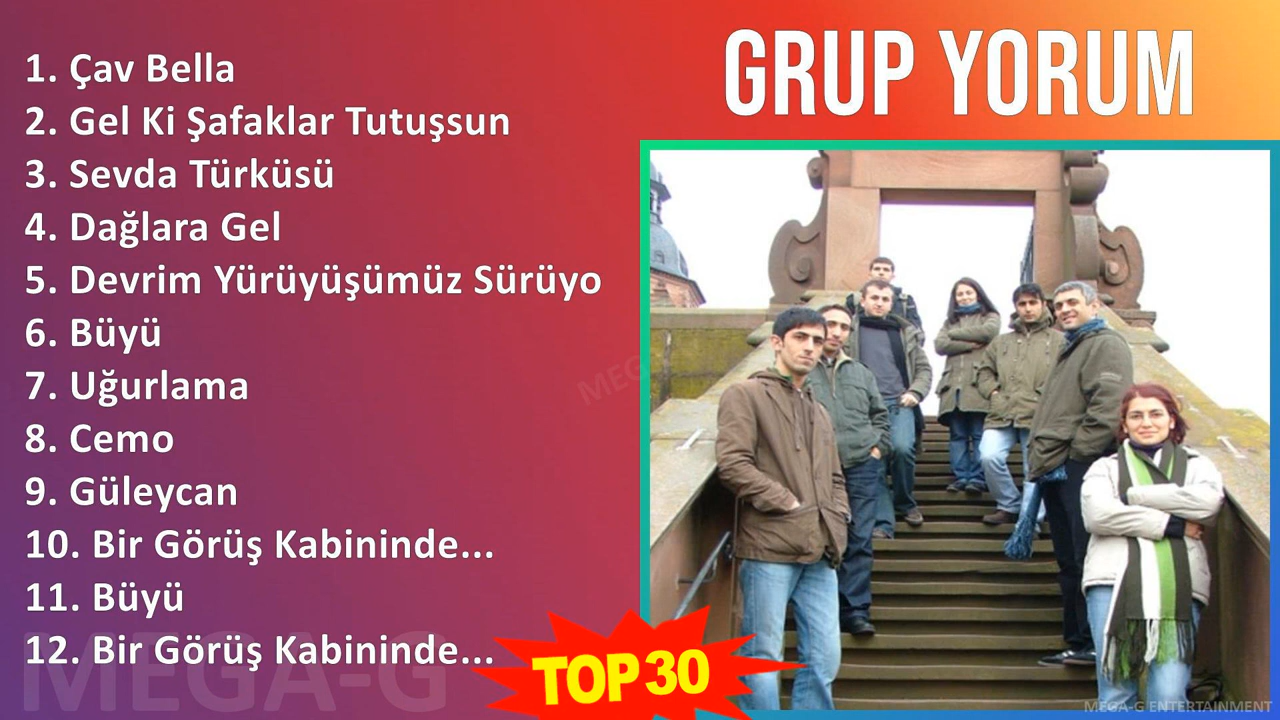 GRUP YORUM
1. Çav Bella
2. Gel Ki Şafaklar Tutuşsun
3. Sevda Türküsü
4. Dağlara Gel
5. Devrim Yürüyüşümüz Sürüyo
6. Büyü
7. Uğurlama
8. Cemo
9. Güleycan
10. Bir Görüş Kabininde...
11. Büyü
12. Bir Görüş Kabininde...
TOP 30
MEGA-G
MEG
MEGA-G ENTERTAINMENT